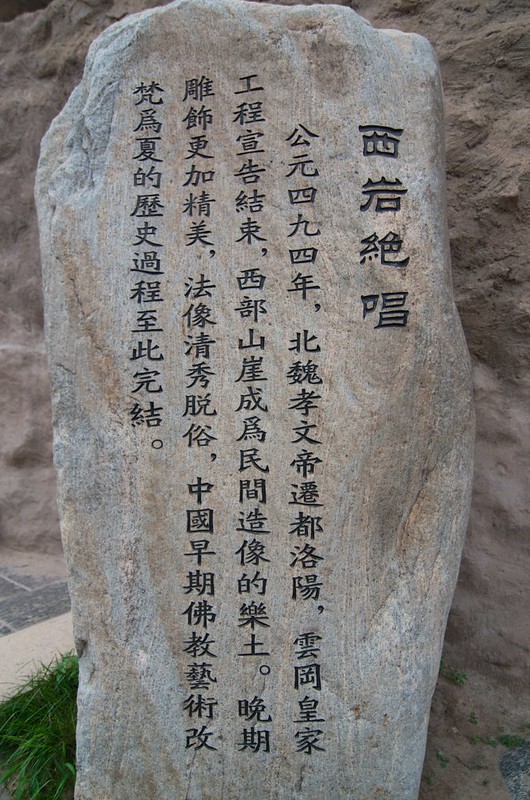 西岩絶唱
公元四九四年，北魏孝文帝遷都洛陽，雲岡皇家
工程宣告結束，西部山崖成爲民間造像的樂土。晚期
雕飾更加精美，法像清秀脱俗，中國早期佛教藝術改
梵爲夏的歷史過程至此完結。